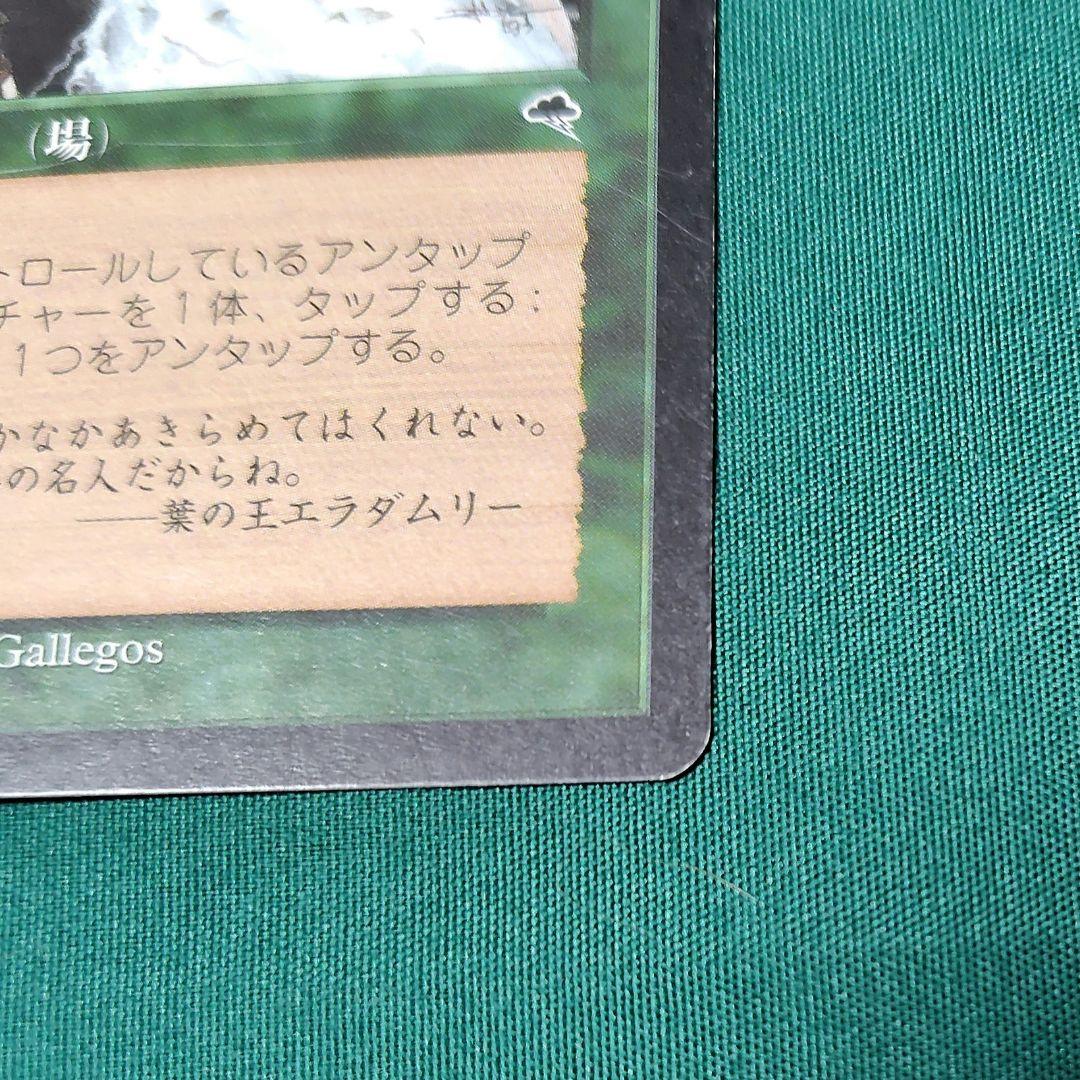 (場)
トロールしているアンタップ
チャーを1体、タップする:
1つをアンタップする。
かなかあきらめてはくれない。
の名人だからね。
──葉の王エラダムリー
Gallegos